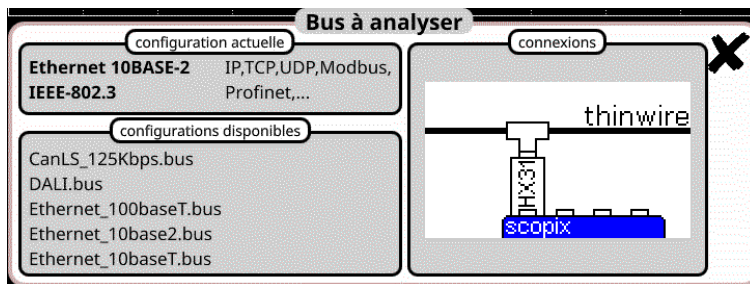 Bus à analyser
configuration actuelle
Ethernet 10BASE-2 IP,TCP,UDP,Modbus,
IEEE-802.3 Profinet,...
configurations disponibles
CanLS_125Kbps.bus
DALI.bus
Ethernet_100baseT.bus
Ethernet_10base2.bus
Ethernet_10baseT.bus
connexions
thinwire
HX31
scopix